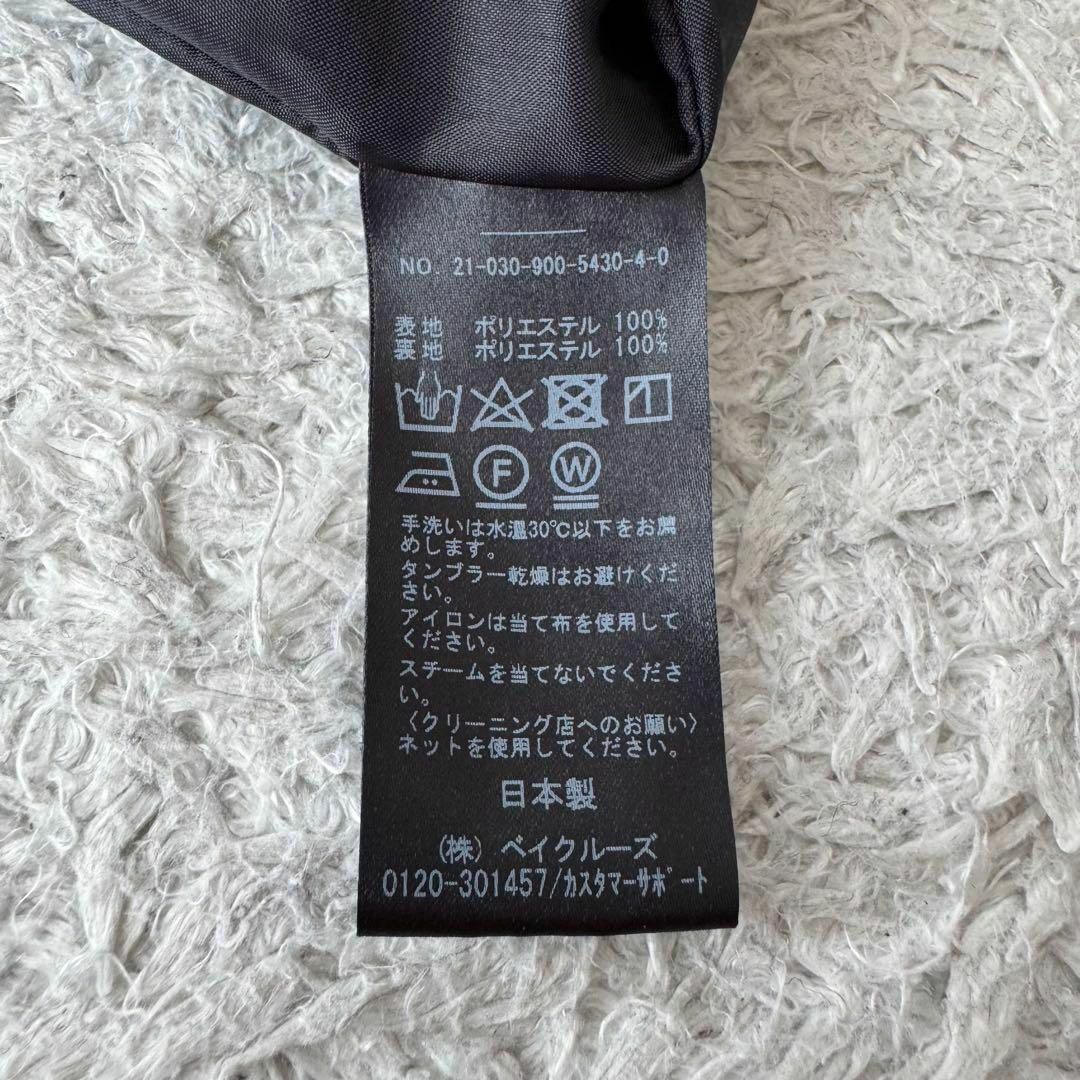 NO. 21-030-900-5430-4-0
表地 ポリエステル 100%
裏地 ポリエステル 100%
F W
手洗いは水温30℃以下をお薦
めします。
タンブラー乾燥はお避けくだ
さい。
アイロンは当て布を使用して
ください。
スチームを当てないでくださ
い。
〈クリーニング店へのお願い〉
ネットを使用してください。
日本製
(株) ベイクルーズ
0120-301457/カスタマーサポート